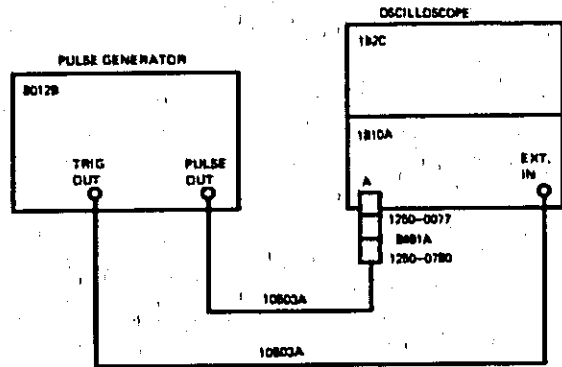 OSCILLOSCOPE
PULSE GENERATOR
182C
8012B
1810A
TRIG
OUT
PULSE
OUT
EXT.
IN
A
1250-0077
8491A
1250-0780
10503A
10503A